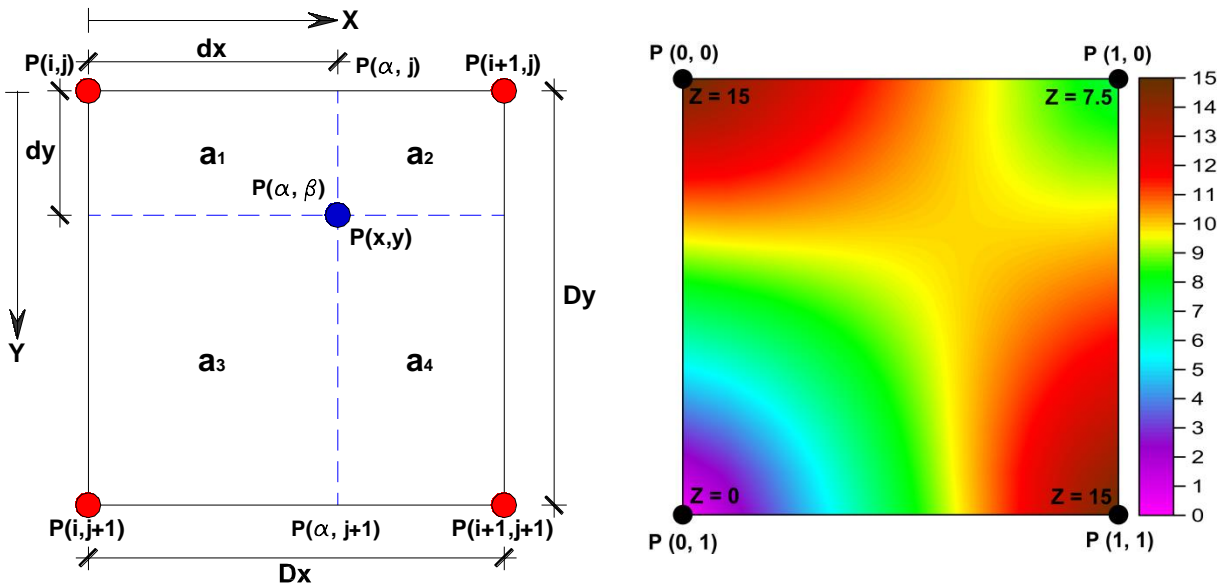 X
dx
P(i,j)
P(α, j)
P(i+1,j)
dy
a1
a2
P(α, β)
P(x,y)
Y
Dy
a3
a4
P(i,j+1)
P(α, j+1)
P(i+1,j+1)
Dx
P (0, 0)
P (1, 0)
Z = 15
Z = 7.5
Z = 0
Z = 15
P (0, 1)
P (1, 1)
15
14
13
12
11
10
9
8
7
6
5
4
3
2
1
0